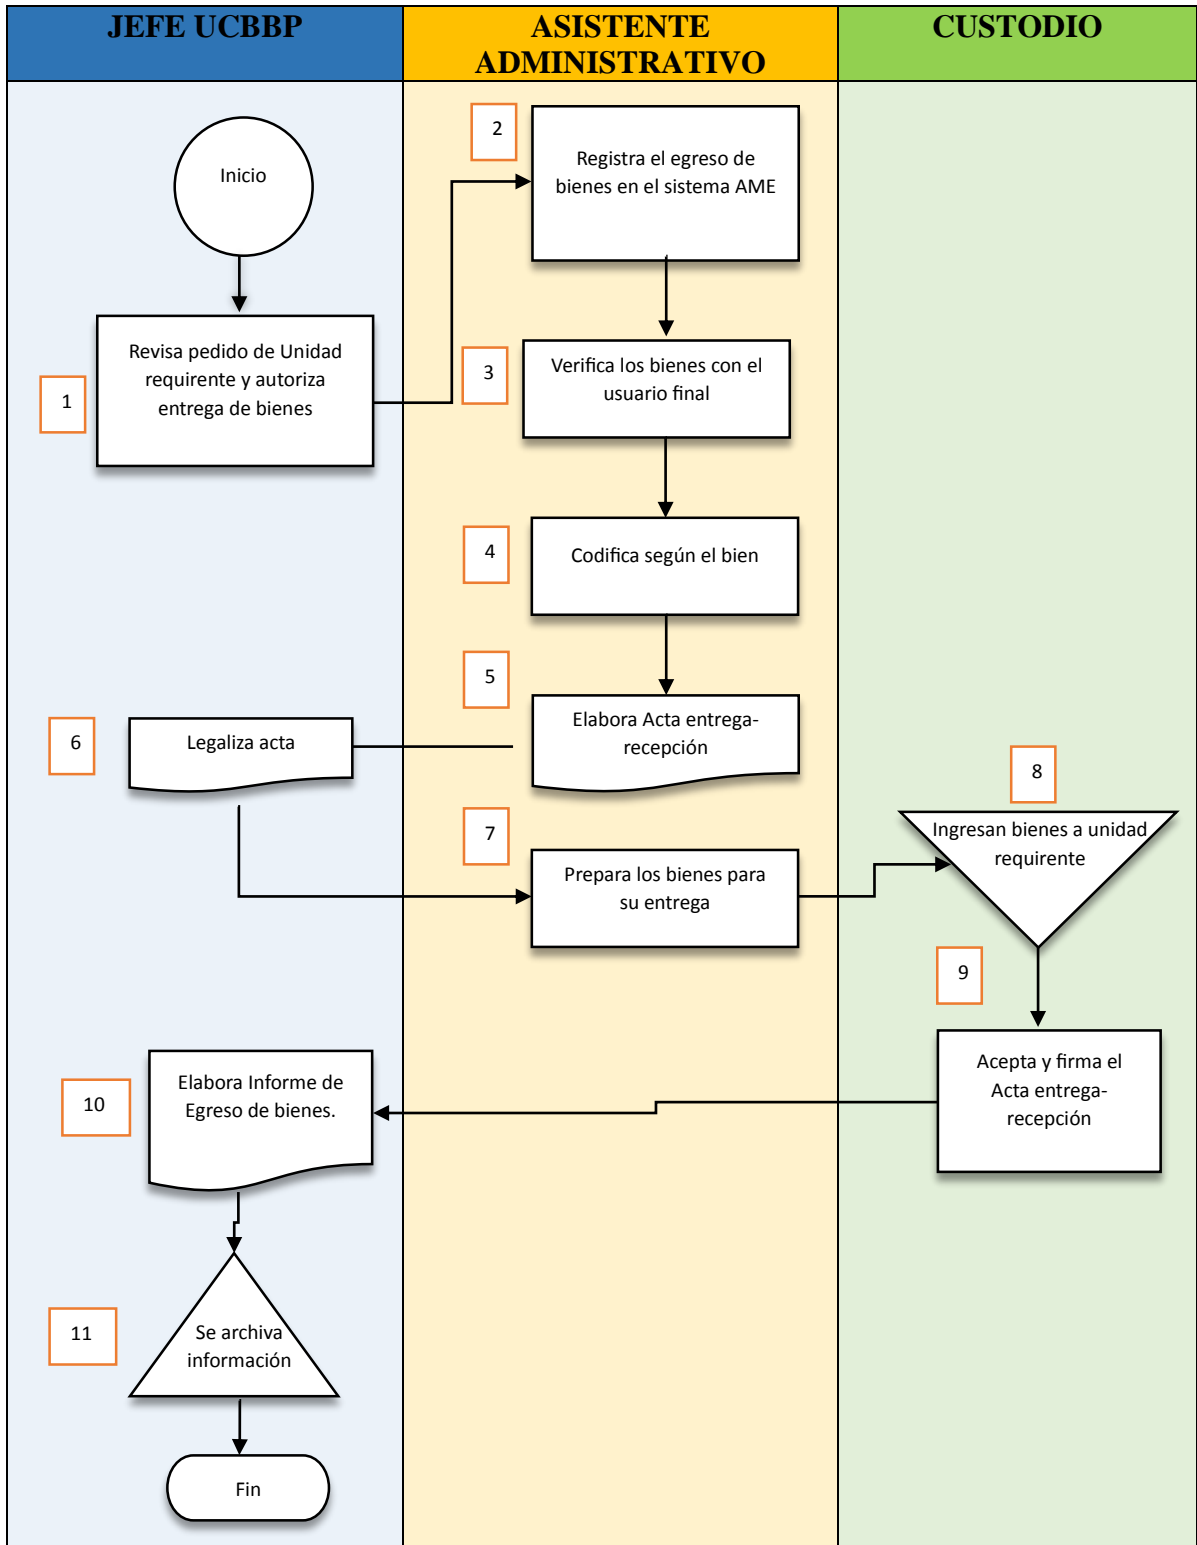 JEFE UCBBP
ASISTENTE
ADMINISTRATIVO
CUSTODIO
Inicio
1
Revisa pedido de Unidad
requirente y autoriza
entrega de bienes
2
Registra el egreso de
bienes en el sistema AME
3
Verifica los bienes con el
usuario final
4
Codifica según el bien
5
Elabora Acta entrega-
recepción
6
Legaliza acta
7
Prepara los bienes para
su entrega
8
Ingresan bienes a unidad
requirente
9
Acepta y firma el
Acta entrega-
recepción
10
Elabora Informe de
Egreso de bienes.
11
Se archiva
información
Fin